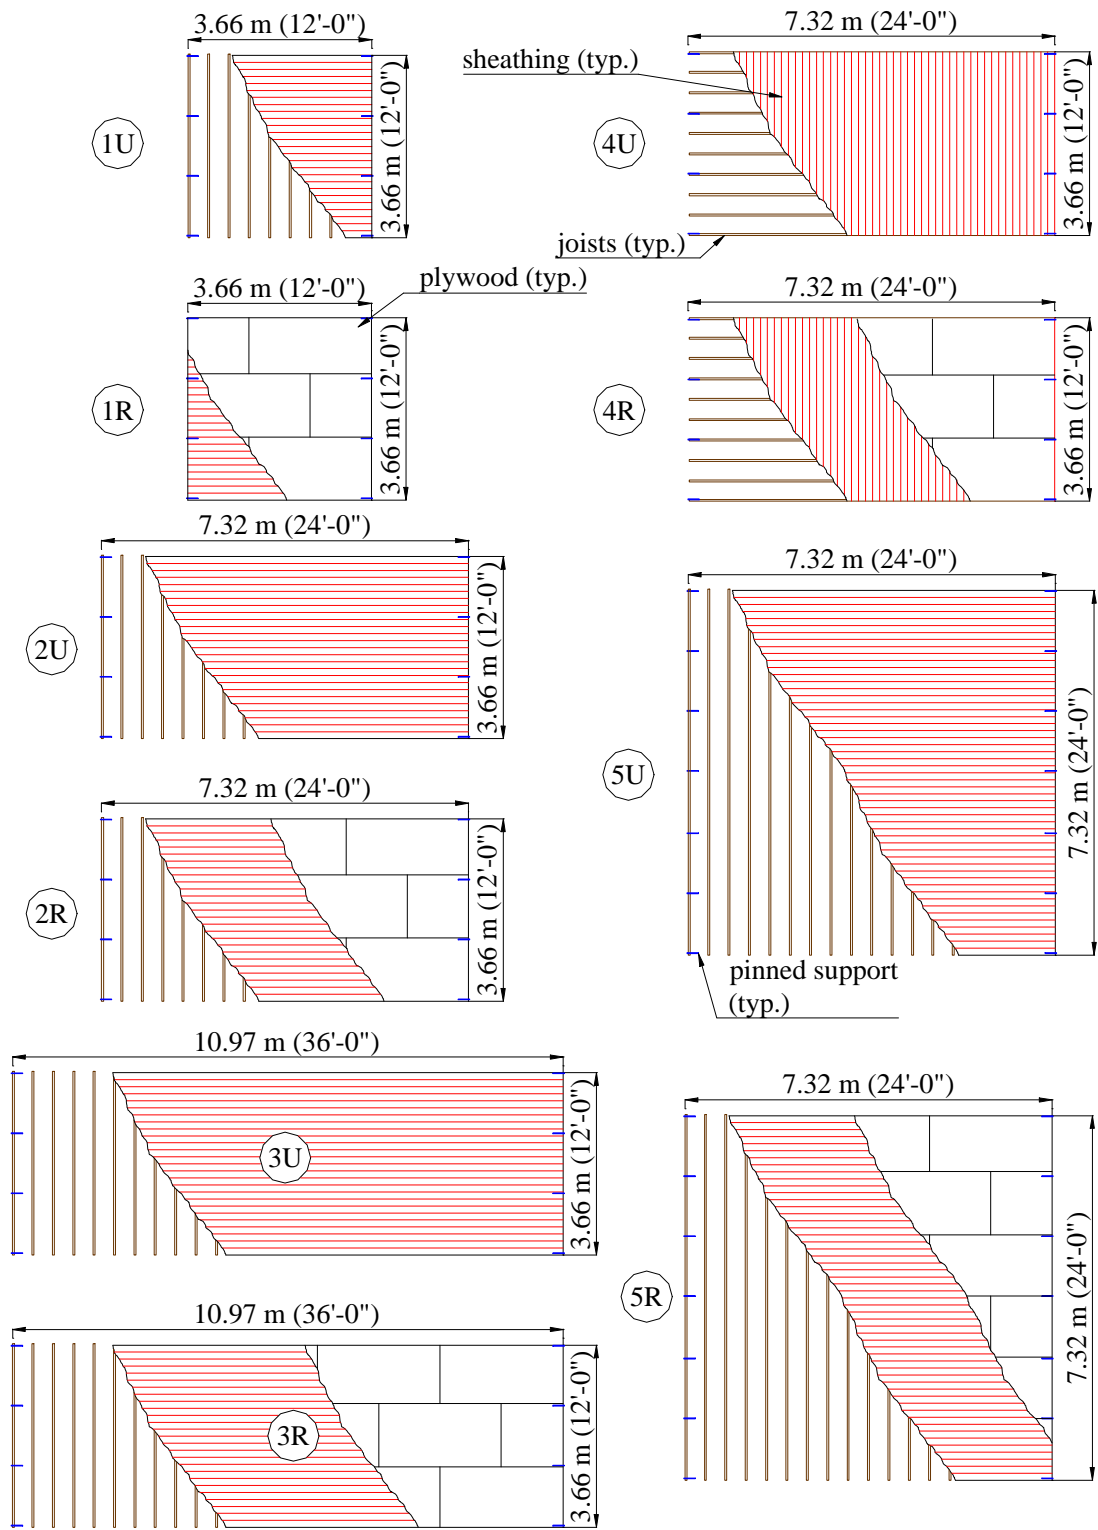 3.66 m (12'-0")
1U
3.66 m (12'-0")
7.32 m (24'-0")
sheathing (typ.)
4U
3.66 m (12'-0")
joists (typ.)
3.66 m (12'-0")
plywood (typ.)
1R
3.66 m (12'-0")
7.32 m (24'-0")
4R
3.66 m (12'-0")
7.32 m (24'-0")
2U
3.66 m (12'-0")
7.32 m (24'-0")
5U
7.32 m (24'-0")
pinned support
(typ.)
7.32 m (24'-0")
2R
3.66 m (12'-0")
10.97 m (36'-0")
3U
3.66 m (12'-0")
7.32 m (24'-0")
5R
7.32 m (24'-0")
10.97 m (36'-0")
3R
3.66 m (12'-0")